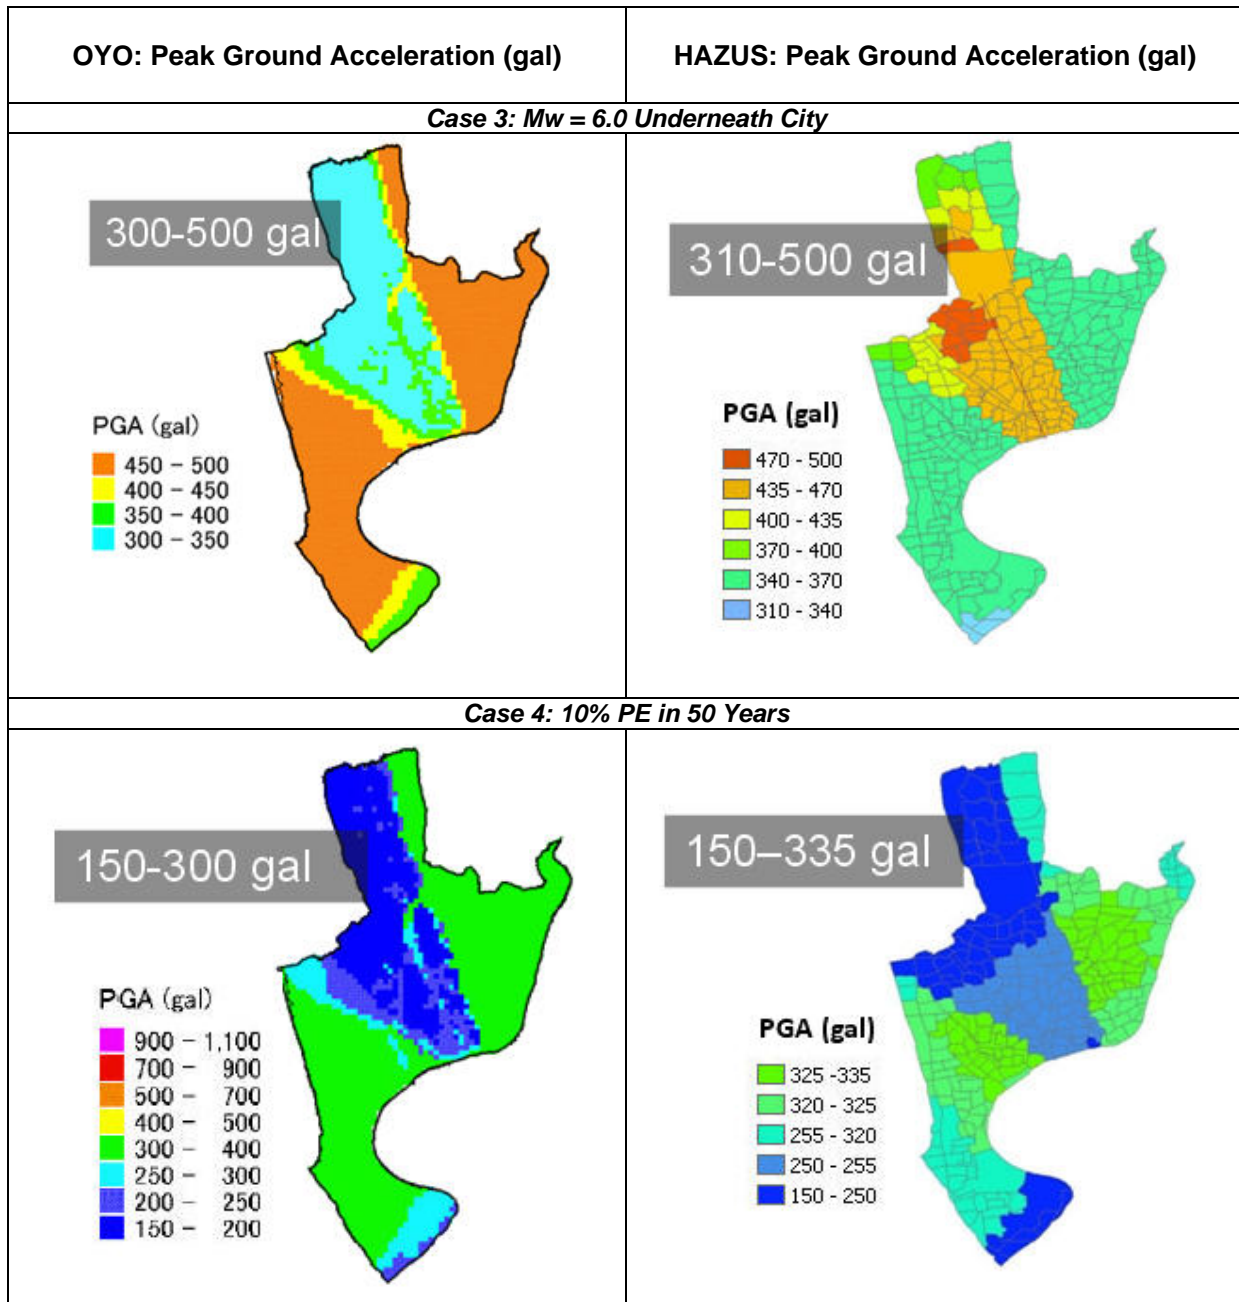 OYO: Peak Ground Acceleration (gal)
HAZUS: Peak Ground Acceleration (gal)
Case 3: Mw = 6.0 Underneath City
300-500 gal
PGA (gal)
450 – 500
400 – 450
350 – 400
300 – 350
310-500 gal
PGA (gal)
470 - 500
435 - 470
400 - 435
370 - 400
340 - 370
310 - 340
Case 4: 10% PE in 50 Years
150-300 gal
PGA (gal)
900 – 1,100
700 – 900
500 – 700
400 – 500
300 – 400
250 – 300
200 – 250
150 – 200
150–335 gal
PGA (gal)
325 -335
320 - 325
255 - 320
250 - 255
150 - 250